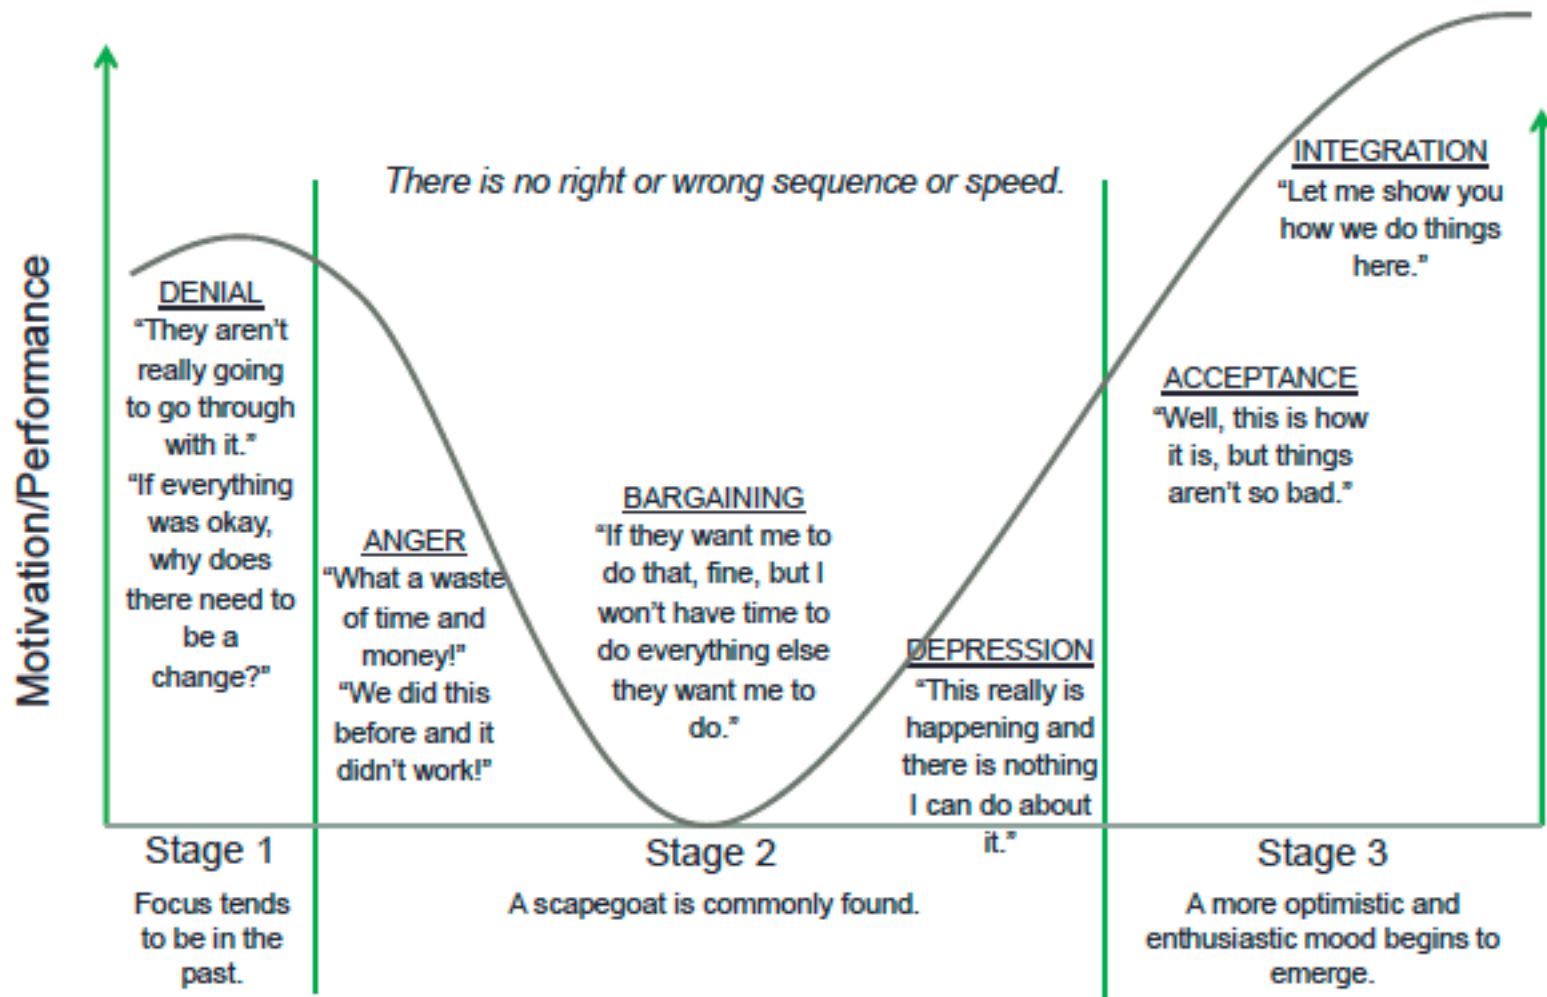 Motivation/Performance
There is no right or wrong sequence or speed.
DENIAL
“They aren’t
really going
to go through
with it.”
“If everything
was okay,
why does
there need to
be a
change?”
ANGER
“What a waste
of time and
money!”
“We did this
before and it
didn’t work!”
BARGAINING
“If they want me to
do that, fine, but I
won’t have time to
do everything else
they want me to
do.”
DEPRESSION
“This really is
happening and
there is nothing
I can do about
it.”
ACCEPTANCE
“Well, this is how
it is, but things
aren’t so bad.”
INTEGRATION
“Let me show you
how we do things
here.”
Stage 1
Focus tends
to be in the
past.
Stage 2
A scapegoat is commonly found.
Stage 3
A more optimistic and
enthusiastic mood begins to
emerge.